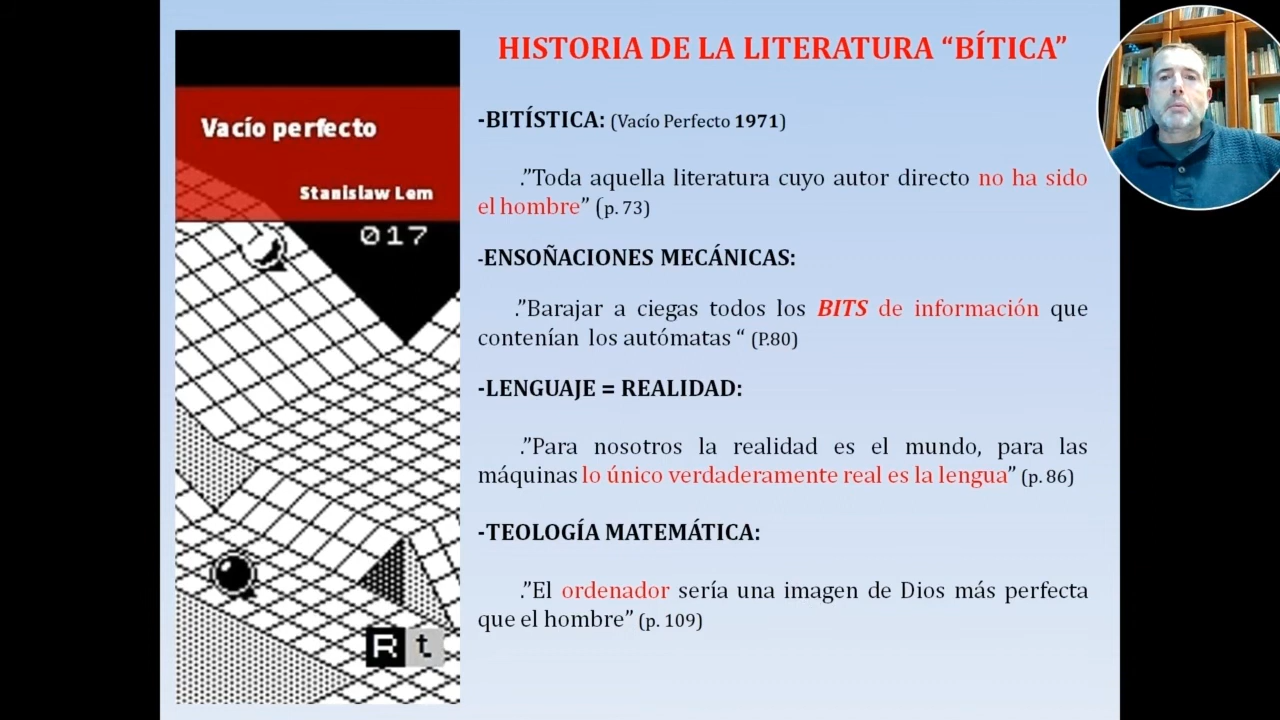 Vacío perfecto
Stanislaw Lem
017
R t
HISTORIA DE LA LITERATURA “BÍTICA”
-BITÍSTICA: (Vacío Perfecto 1971)
.”Toda aquella literatura cuyo autor directo no ha sido
el hombre” (p. 73)
-ENSOÑACIONES MECÁNICAS:
.”Barajar a ciegas todos los BITS de información que
contenían los autómatas “ (P.80)
-LENGUAJE = REALIDAD:
.”Para nosotros la realidad es el mundo, para las
máquinas lo único verdaderamente real es la lengua” (p. 86)
-TEOLOGÍA MATEMÁTICA:
.”El ordenador sería una imagen de Dios más perfecta
que el hombre” (p. 109)